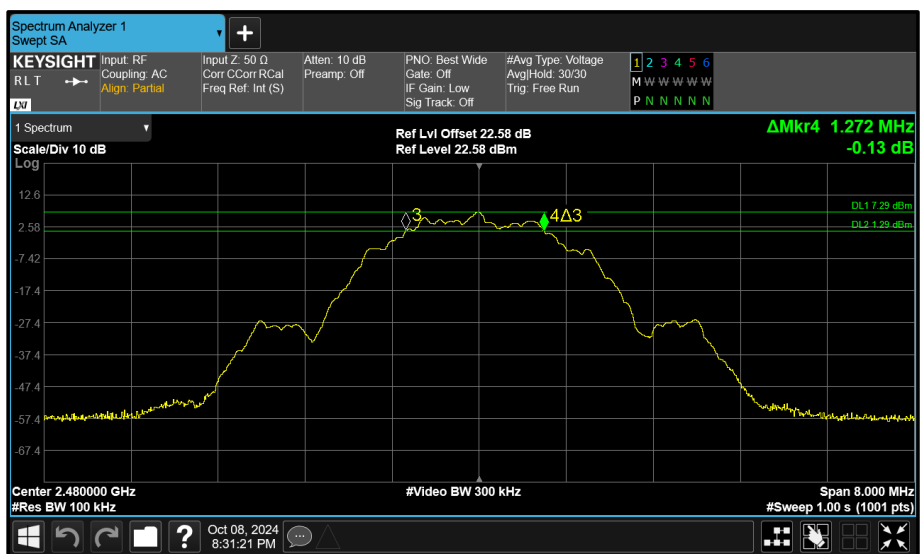 Spectrum Analyzer 1
Swept SA
+
KEYSIGHT
R L T
LXI
Input: RF
Coupling: AC
Align: Partial
Input Z: 50 Ω
Corr CCorr RCal
Freq Ref: Int (S)
Atten: 10 dB
Preamp: Off
PNO: Best Wide
Gate: Off
IF Gain: Low
Sig Track: Off
#Avg Type: Voltage
Avg|Hold: 30/30
Trig: Free Run
1 2 3 4 5 6
M W W W W W
P N N N N N
1 Spectrum
Scale/Div 10 dB
Ref Lvl Offset 22.58 dB
Ref Level 22.58 dBm
ΔMkr4 1.272 MHz
-0.13 dB
Log
12.6
DL1 7.29 dBm
3
4Δ3
2.58
DL2 1.29 dBm
-7.42
-17.4
-27.4
-37.4
-47.4
-57.4
-67.4
Center 2.480000 GHz
#Video BW 300 kHz
Span 8.000 MHz
#Res BW 100 kHz
#Sweep 1.00 s (1001 pts)
?
Oct 08, 2024
8:31:21 PM